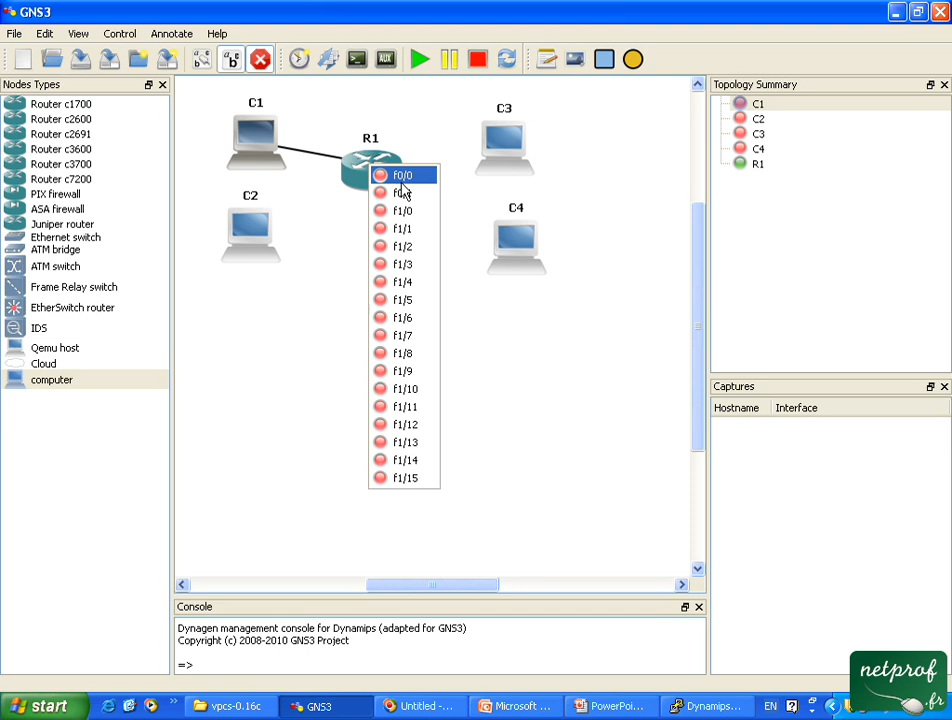 GNS3
File Edit View Control Annotate Help
Nodes Types
Router c1700
Router c2600
Router c2691
Router c3600
Router c3700
Router c7200
PIX firewall
ASA firewall
Juniper router
Ethernet switch
ATM bridge
ATM switch
Frame Relay switch
EtherSwitch router
IDS
Qemu host
Cloud
computer
C1
R1
C3
C2
C4
f0/0
f1/0
f1/1
f1/2
f1/3
f1/4
f1/5
f1/6
f1/7
f1/8
f1/9
f1/10
f1/11
f1/12
f1/13
f1/14
f1/15
Topology Summary
C1
C2
C3
C4
R1
Captures
Hostname Interface
Console
Dynagen management console for Dynamips (adapted for GNS3)
Copyright (c) 2008-2010 GNS3 Project
=>
netprof
.fr
start
»
vpcs-0.16c
GNS3
Untitled -...
Microsoft ...
PowerPoi...
Dynamips...
EN